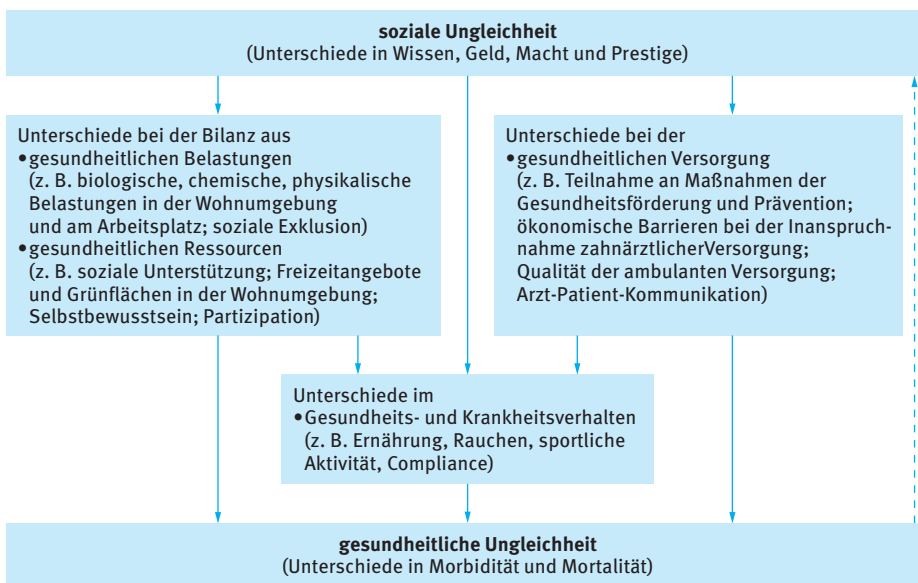 soziale Ungleichheit
(Unterschiede in Wissen, Geld, Macht und Prestige)
Unterschiede bei der Bilanz aus
•gesundheitlichen Belastungen
(z. B. biologische, chemische, physikalische
Belastungen in der Wohnumgebung
und am Arbeitsplatz; soziale Exklusion)
•gesundheitlichen Ressourcen
(z. B. soziale Unterstützung; Freizeitangebote
und Grünflächen in der Wohnumgebung;
Selbstbewusstsein; Partizipation)
Unterschiede bei der
•gesundheitlichen Versorgung
(z. B. Teilnahme an Maßnahmen der
Gesundheitsförderung und Prävention;
ökonomische Barrieren bei der Inanspruch-
nahme zahnärztlicherVersorgung;
Qualität der ambulanten Versorgung;
Arzt-Patient-Kommunikation)
Unterschiede im
•Gesundheits- und Krankheitsverhalten
(z. B. Ernährung, Rauchen, sportliche
Aktivität, Compliance)
gesundheitliche Ungleichheit
(Unterschiede in Morbidität und Mortalität)